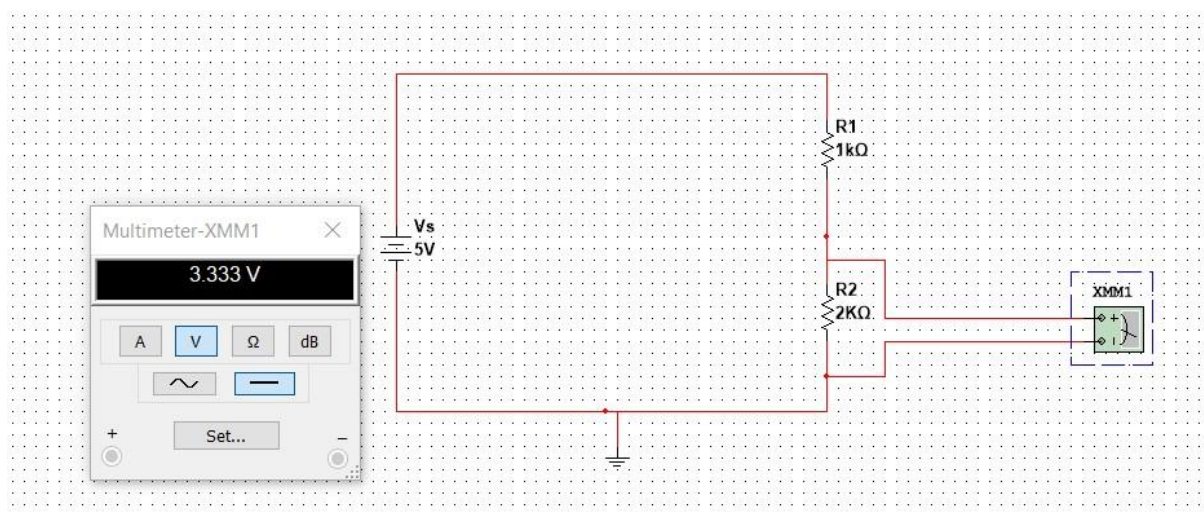 Multimeter-XMM1
3.333 V
A V Ω dB
Set...
+ –
Vs
5V
R1
1kΩ
R2
2KΩ
XMM1
+